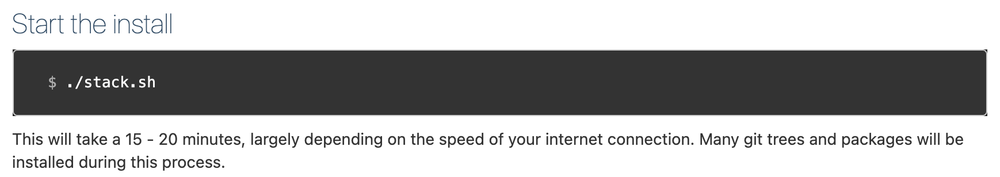 Start the install
$ ./stack.sh
This will take a 15 - 20 minutes, largely depending on the speed of your internet connection. Many git trees and packages will be
installed during this process.